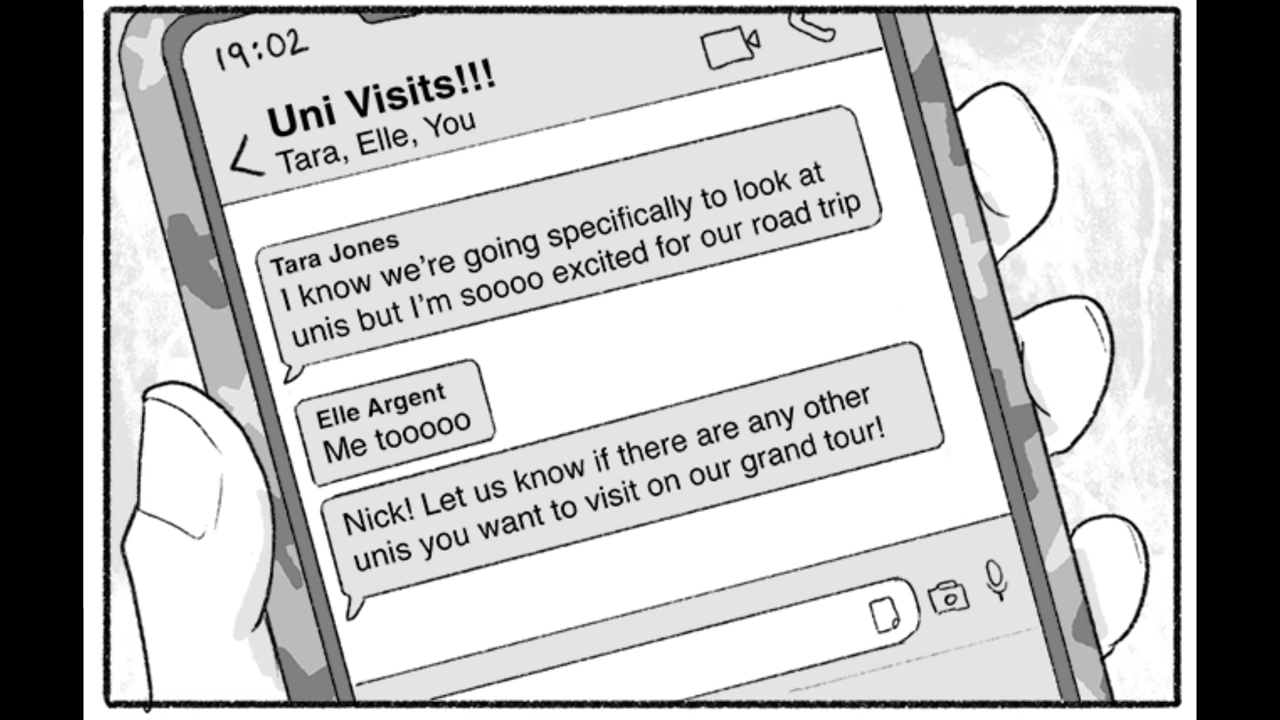 19:02
Uni Visits!!!
Tara, Elle, You
Tara Jones
I know we're going specifically to look at
unis but I'm soooo excited for our road trip
Elle Argent
Me tooooo
Nick! Let us know if there are any other
unis you want to visit on our grand tour!